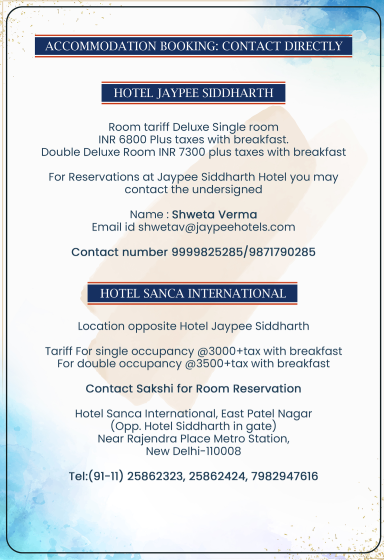 ACCOMMODATION BOOKING: CONTACT DIRECTLY
HOTEL JAYPEE SIDDHARTH
Room tariff Deluxe Single room
INR 6800 Plus taxes with breakfast.
Double Deluxe Room INR 7300 plus taxes with breakfast
For Reservations at Jaypee Siddharth Hotel you may
contact the undersigned
Name : Shweta Verma
Email id shwetav@jaypeehotels.com
Contact number 9999825285/9871790285
HOTEL SANCA INTERNATIONAL
Location opposite Hotel Jaypee Siddharth
Tariff For single occupancy @3000+tax with breakfast
For double occupancy @3500+tax with breakfast
Contact Sakshi for Room Reservation
Hotel Sanca International, East Patel Nagar
(Opp. Hotel Siddharth in gate)
Near Rajendra Place Metro Station,
New Delhi-110008
Tel:(91-11) 25862323, 25862424, 7982947616